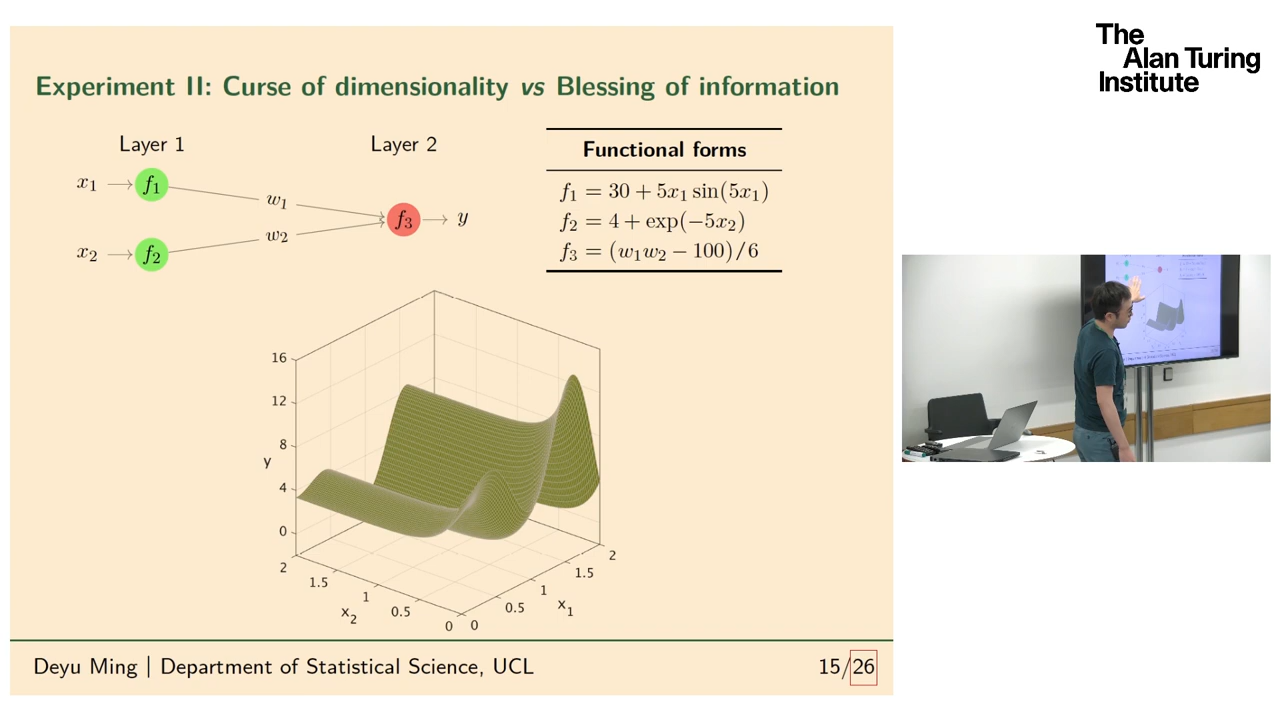 The
Alan Turing
Institute
Experiment II: Curse of dimensionality vs Blessing of information
Layer 1
Layer 2
x₁
f₁
w₁
x₂
f₂
w₂
f₃
y
Functional forms
f₁ = 30 + 5x₁ sin(5x₁)
f₂ = 4 + exp(−5x₂)
f₃ = (w₁w₂ − 100)/6
16
12
8
4
0
y
2
1.5
1
0.5
0
x₂
0
0.5
1
1.5
2
x₁
Deyu Ming | Department of Statistical Science, UCL
15/26